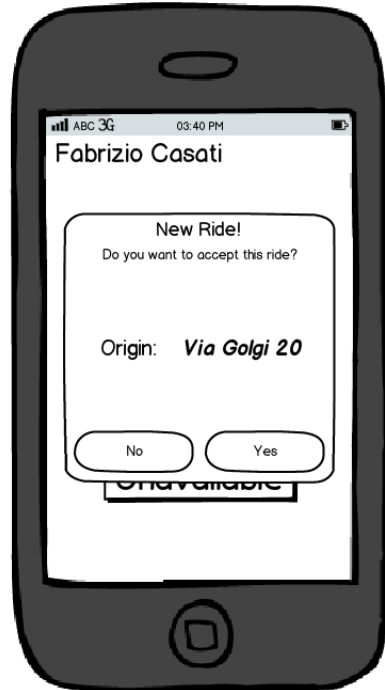 ABC 3G 03:40 PM
Fabrizio Casati
New Ride!
Do you want to accept this ride?
Origin: Via Golgi 20
No Yes
Unavailable